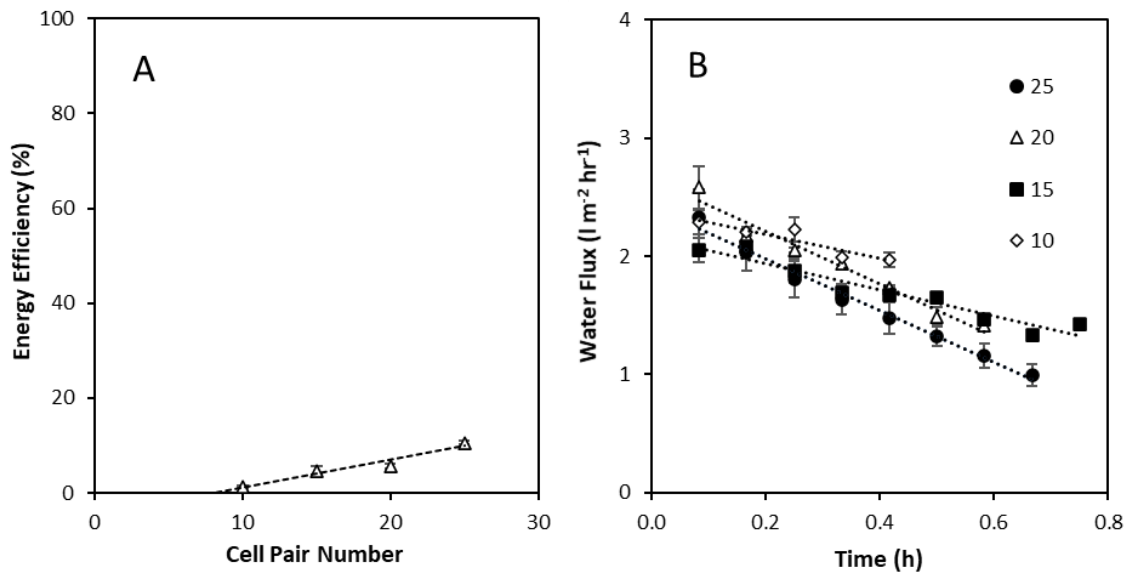 A
Energy Efficiency (%)
100
80
60
40
20
0
0 10 20 30
Cell Pair Number
B
Water Flux (l m-2 hr-1)
4
3
2
1
0
0.0 0.2 0.4 0.6 0.8
Time (h)
25
20
15
10